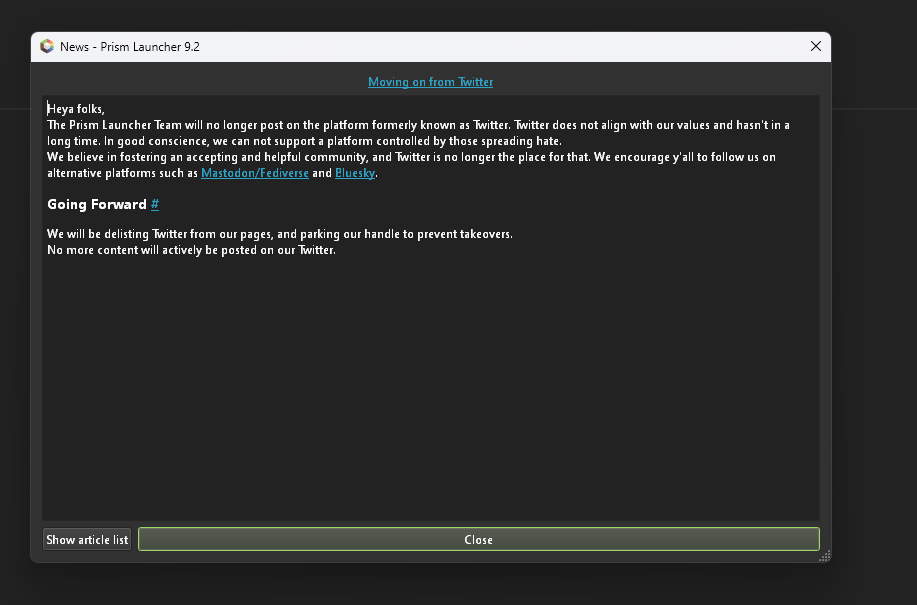 News - Prism Launcher 9.2
Moving on from Twitter
Heya folks,
The Prism Launcher Team will no longer post on the platform formerly known as Twitter. Twitter does not align with our values and hasn't in a
long time. In good conscience, we can not support a platform controlled by those spreading hate.
We believe in fostering an accepting and helpful community, and Twitter is no longer the place for that. We encourage y'all to follow us on
alternative platforms such as Mastodon/Fediverse and Bluesky.
Going Forward #
We will be delisting Twitter from our pages, and parking our handle to prevent takeovers.
No more content will actively be posted on our Twitter.
Show article list
Close